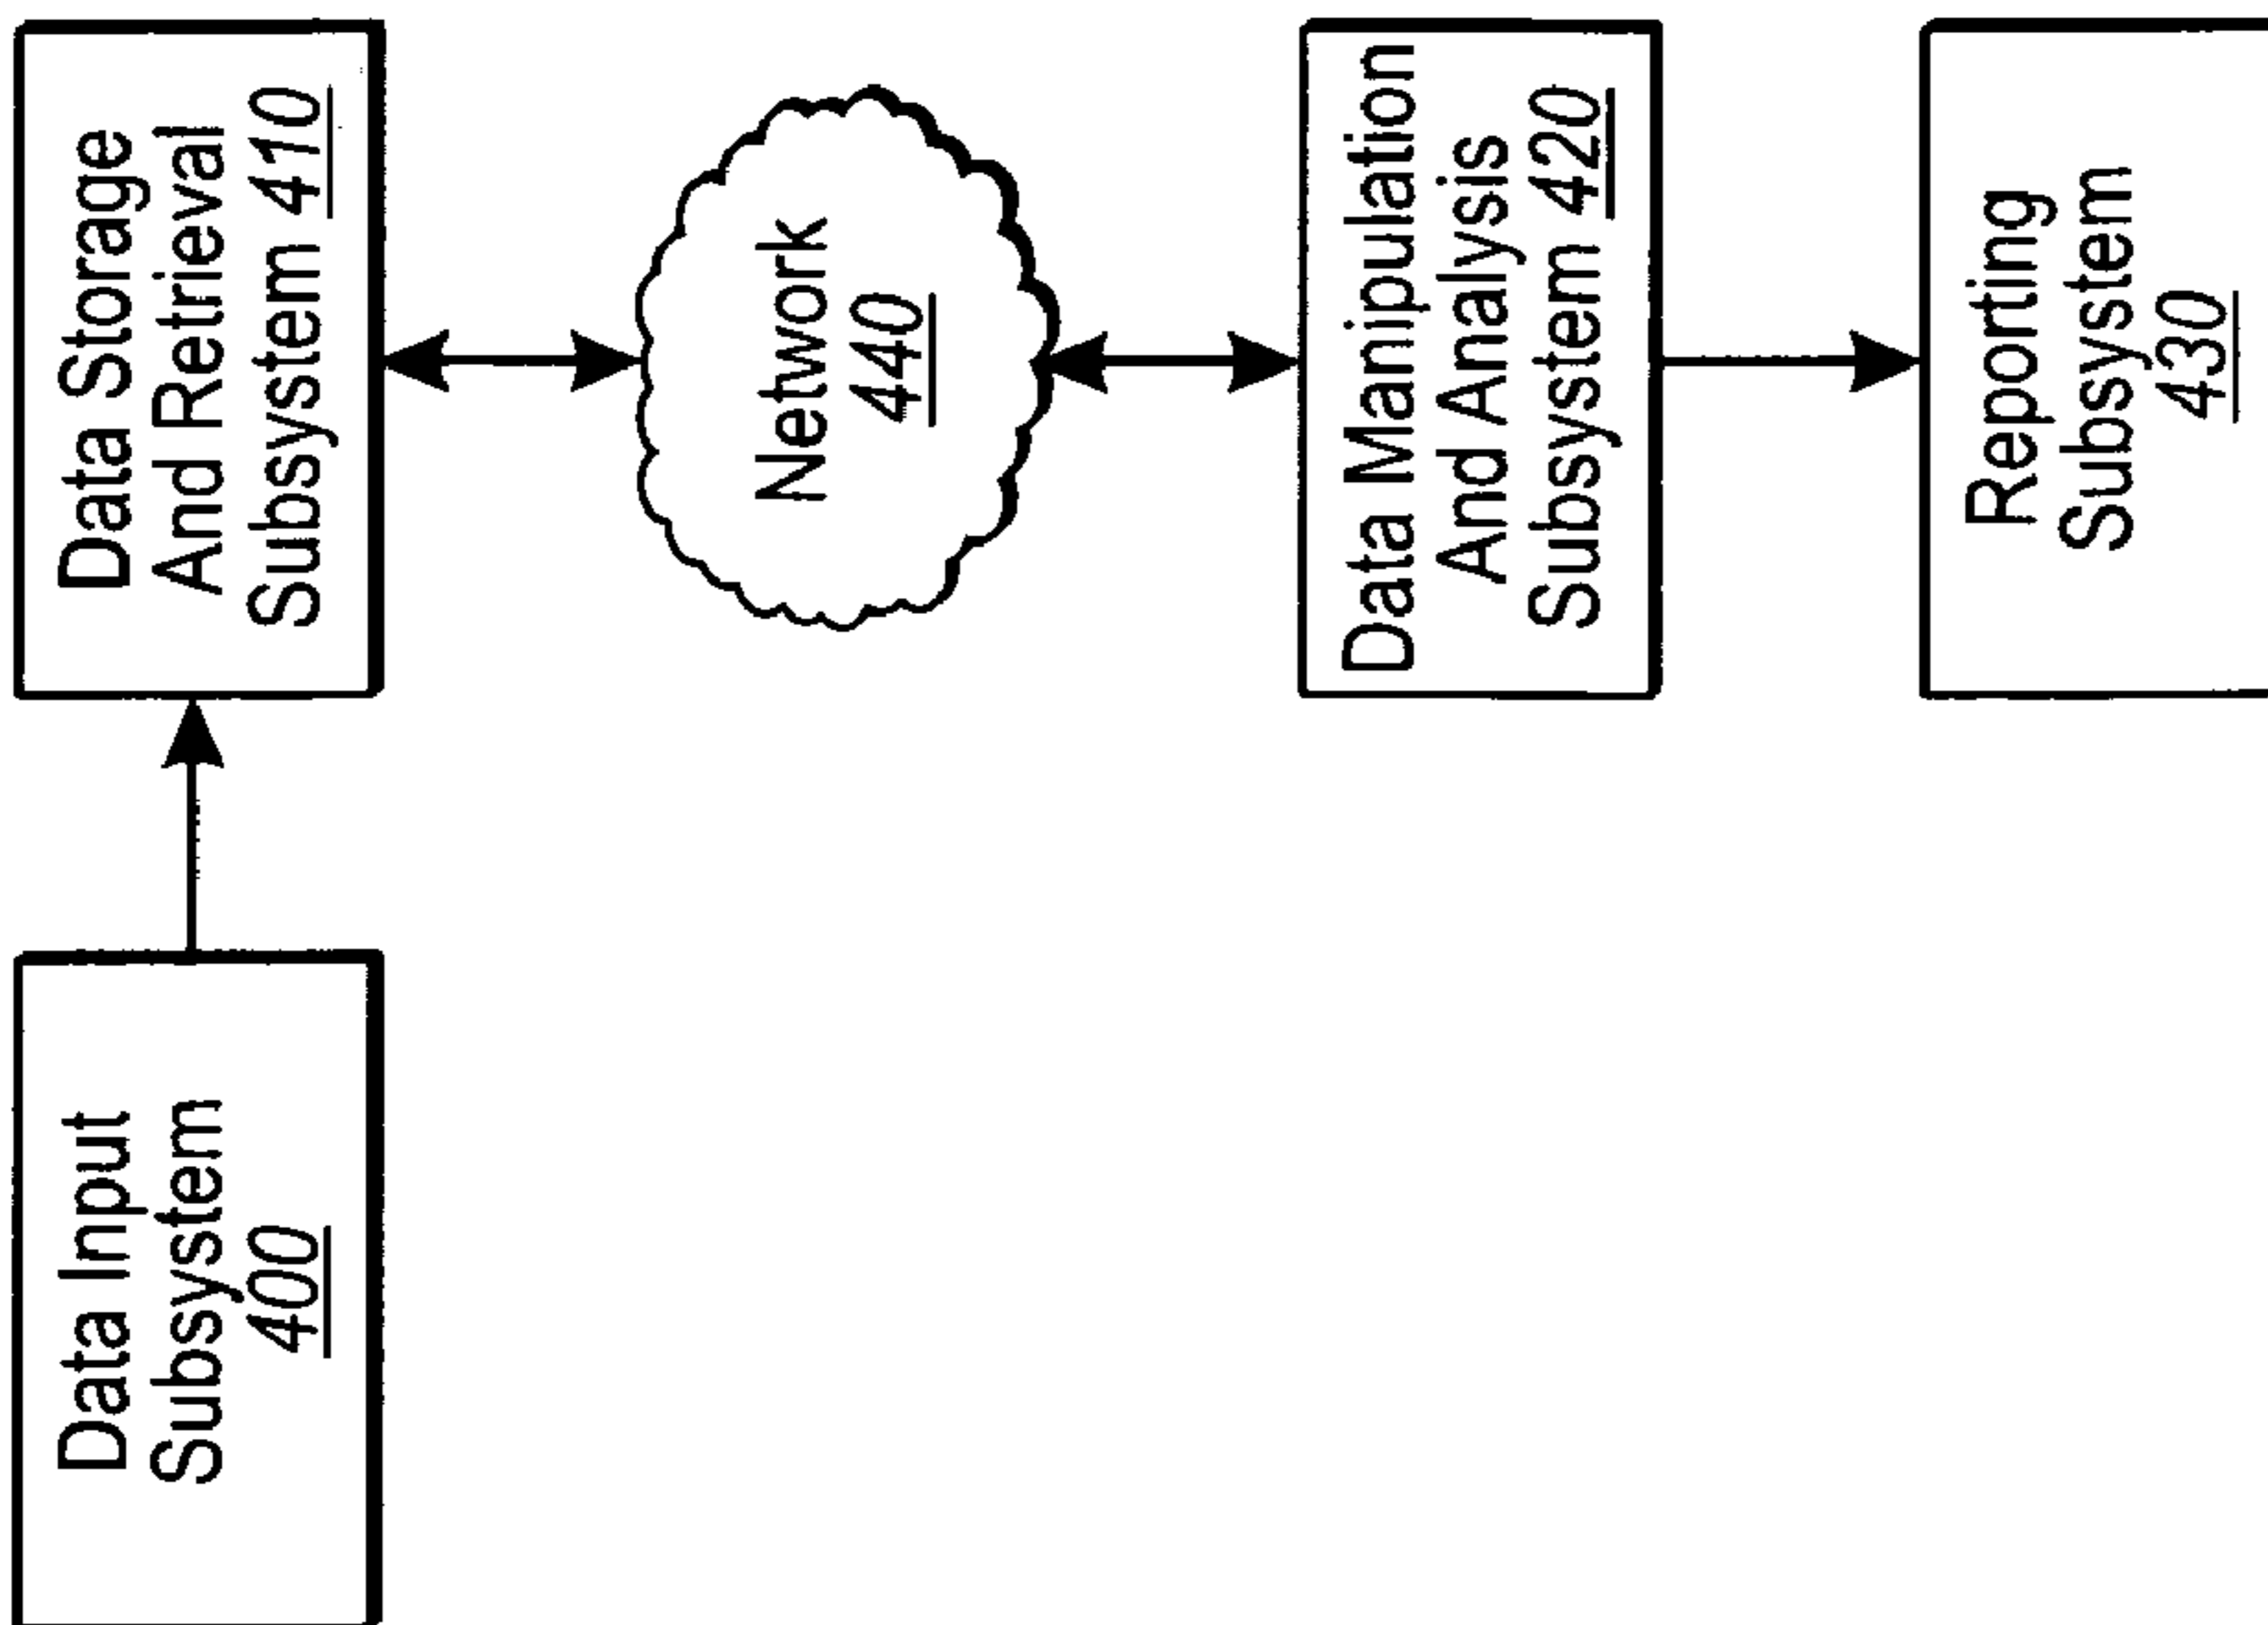 Data Input
Subsystem
400
Data Storage
And Retrieval
Subsystem 410
Network
440
Data Manipulation
And Analysis
Subsystem 420
Reporting
Subsystem
430